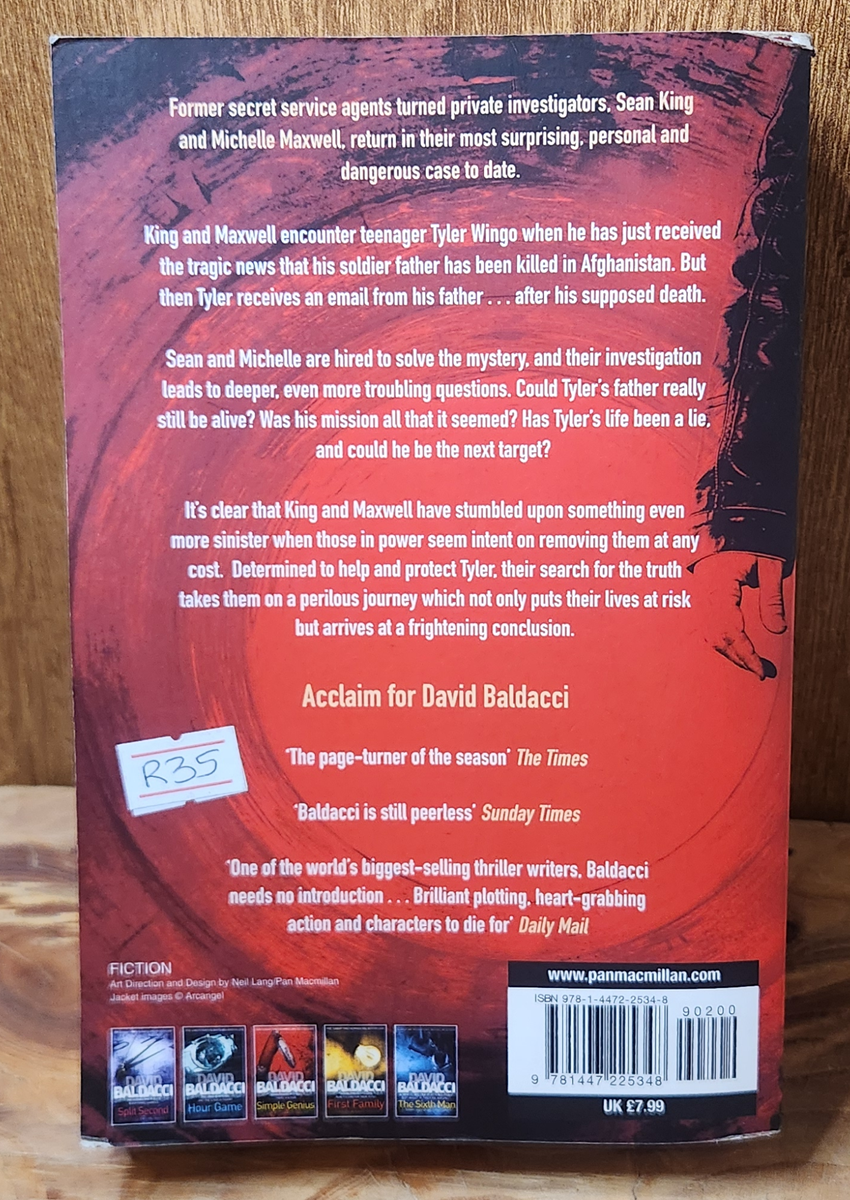 Former secret service agents turned private investigators, Sean King
and Michelle Maxwell, return in their most surprising, personal and
dangerous case to date.
King and Maxwell encounter teenager Tyler Wingo when he has just received
the tragic news that his soldier father has been killed in Afghanistan. But
then Tyler receives an email from his father . . . after his supposed death.
Sean and Michelle are hired to solve the mystery, and their investigation
leads to deeper, even more troubling questions. Could Tyler's father really
still be alive? Was his mission all that it seemed? Has Tyler's life been a lie,
and could he be the next target?
It's clear that King and Maxwell have stumbled upon something even
more sinister when those in power seem intent on removing them at any
cost. Determined to help and protect Tyler, their search for the truth
takes them on a perilous journey which not only puts their lives at risk
but arrives at a frightening conclusion.
Acclaim for David Baldacci
'The page-turner of the season' The Times
'Baldacci is still peerless' Sunday Times
'One of the world's biggest-selling thriller writers, Baldacci
needs no introduction . . . Brilliant plotting, heart-grabbing
action and characters to die for' Daily Mail
R35
FICTION
Art Direction and Design by Neil Lang/Pan Macmillan
Jacket images © Arcangel
DAVID BALDACCI Split Second
DAVID BALDACCI Hour Game
DAVID BALDACCI Simple Genius
DAVID BALDACCI First Family
DAVID BALDACCI The Sixth Man
www.panmacmillan.com
ISBN 978-1-4472-2534-8
90200
9 781447 225348
UK £7.99